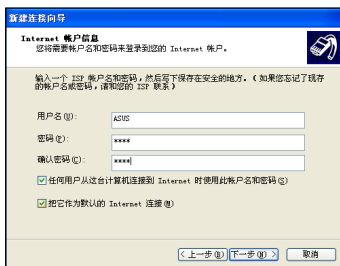 新建连接向导
Internet 帐户信息
您将需要帐户名和密码来登录到您的 Internet 帐户。
输入一个 ISP 帐户名和密码，然后写下保存在安全的地方。（如果您忘记了现存
的帐户名或密码，请和您的 ISP 联系）
用户名(U):
ASUS
密码(P):
****
确认密码(C):
****
任何用户从这台计算机连接到 Internet 时使用此帐户名和密码(S)
把它作为默认的 Internet 连接(M)
<上一步(B)
下一步(N)>
取消